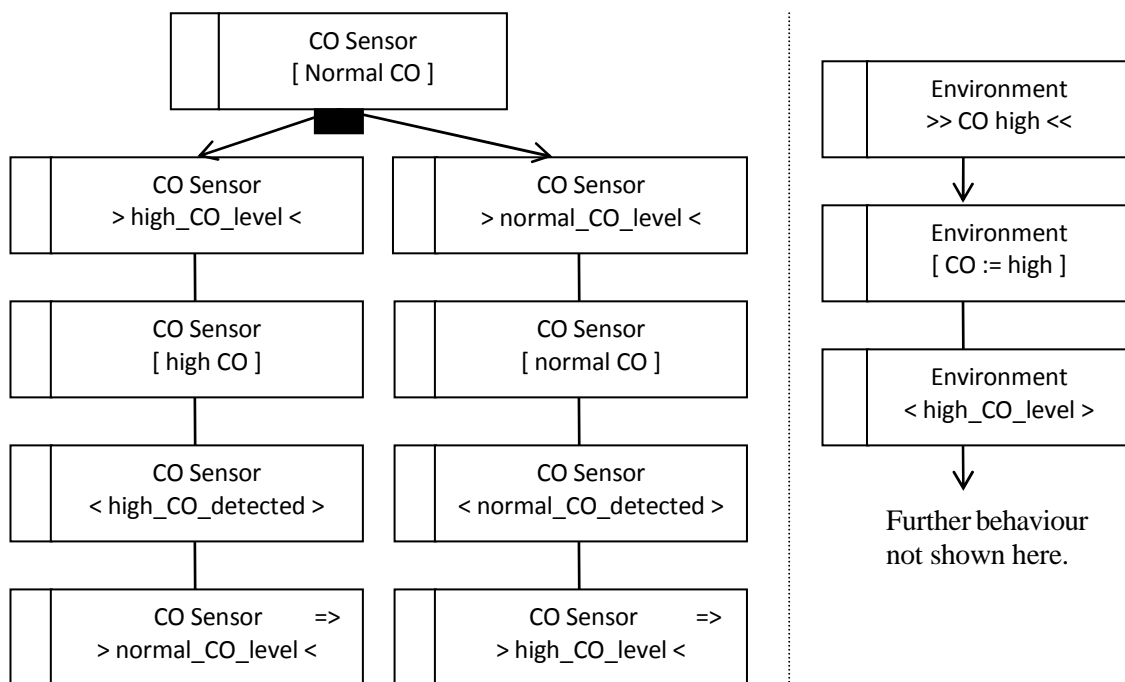 CO Sensor
[ Normal CO ]
CO Sensor
> high_CO_level <
CO Sensor
> normal_CO_level <
CO Sensor
[ high CO ]
CO Sensor
[ normal CO ]
CO Sensor
< high_CO_detected >
CO Sensor
< normal_CO_detected >
CO Sensor =>
> normal_CO_level <
CO Sensor =>
> high_CO_level <
Environment
>> CO high <<
Environment
[ CO := high ]
Environment
< high_CO_level >
Further behaviour
not shown here.